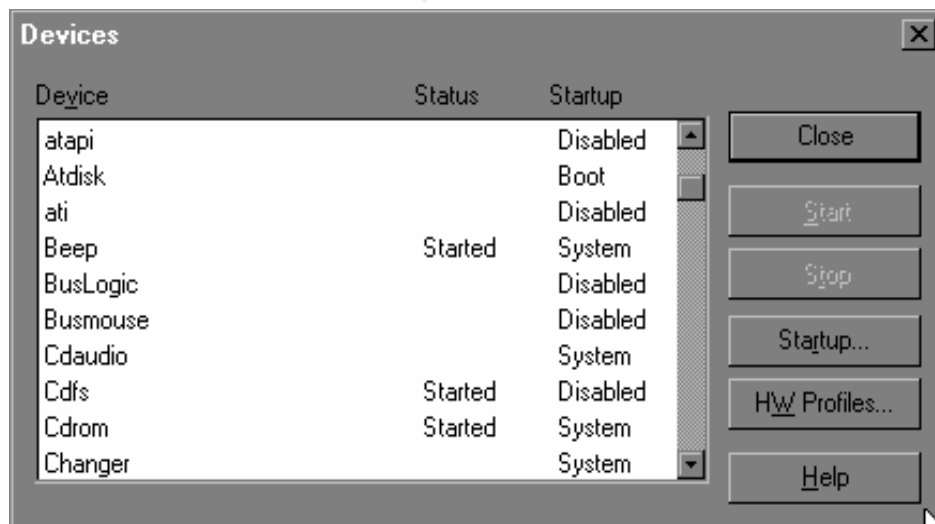 Devices
Device Status Startup
atapi Disabled
Atdisk Boot
ati Disabled
Beep Started System
BusLogic Disabled
Busmouse Disabled
Cdaudio System
Cdfs Started Disabled
Cdrom Started System
Changer System
Close
Start
Stop
Startup...
HW Profiles...
Help